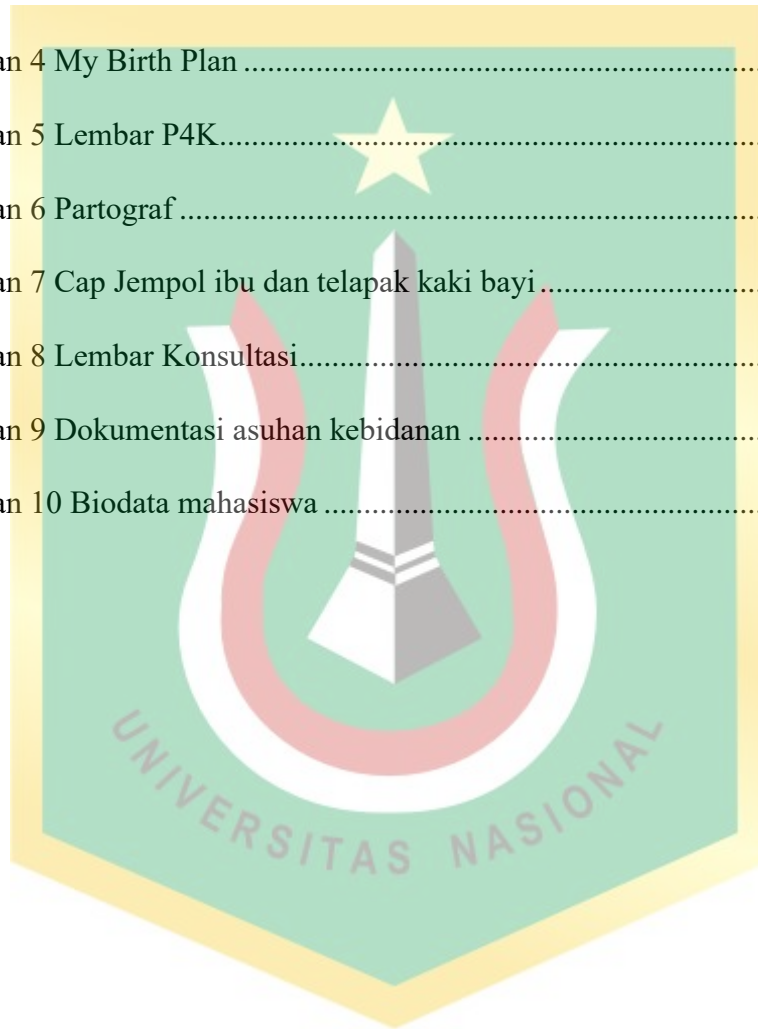 an 4 My Birth Plan ..........................................................................
an 5 Lembar P4K..........................................................................
an 6 Partograf ..........................................................................
an 7 Cap Jempol ibu dan telapak kaki bayi..........................................
an 8 Lembar Konsultasi..........................................................................
an 9 Dokumentasi asuhan kebidanan ..........................................
an 10 Biodata mahasiswa ..........................................................................
UNIVERSITAS NASIONAL